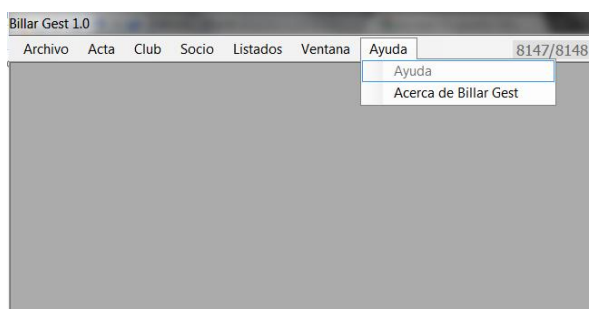 Billar Gest 1.0
Archivo Acta Club Socio Listados Ventana Ayuda 8147/8148
Ayuda
Acerca de Billar Gest